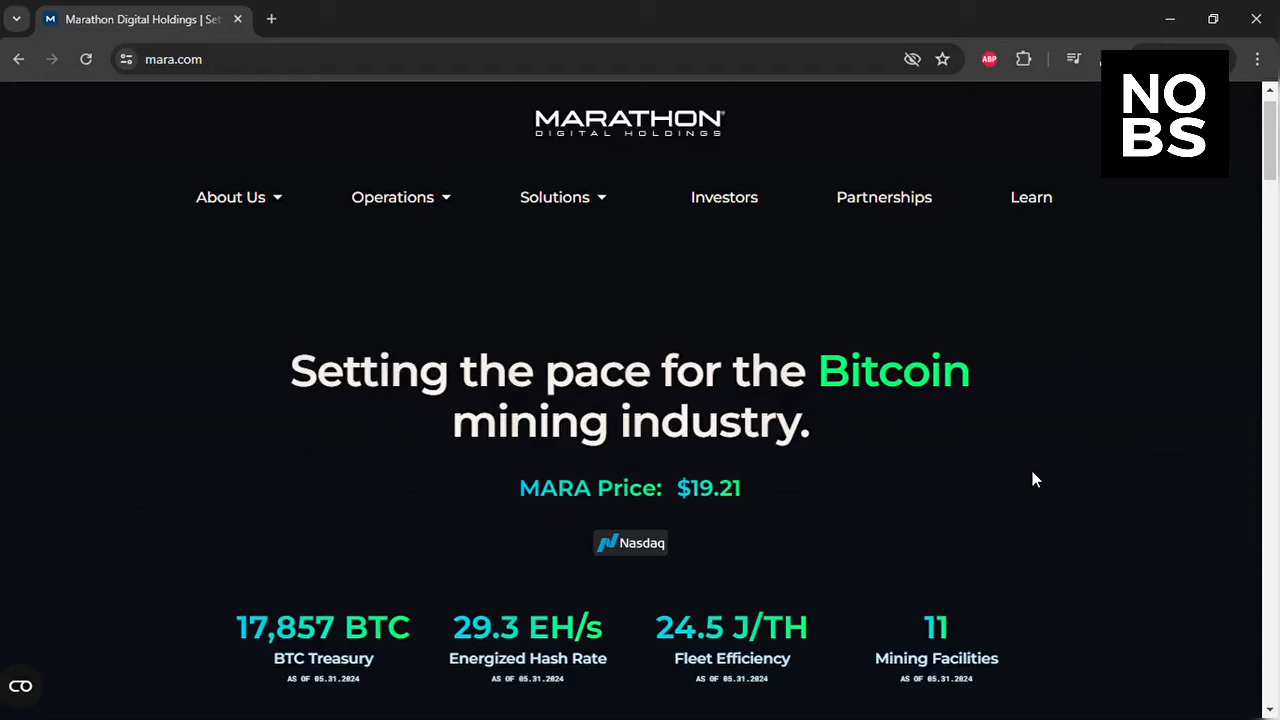 Marathon Digital Holdings | Set
mara.com
ABP
NO
BS
MARATHON
DIGITAL HOLDINGS
About Us
Operations
Solutions
Investors
Partnerships
Learn
Setting the pace for the Bitcoin
mining industry.
MARA Price: $19.21
Nasdaq
17,857 BTC
BTC Treasury
AS OF 05.31.2024
29.3 EH/s
Energized Hash Rate
AS OF 05.31.2024
24.5 J/TH
Fleet Efficiency
AS OF 05.31.2024
11
Mining Facilities
AS OF 05.31.2024